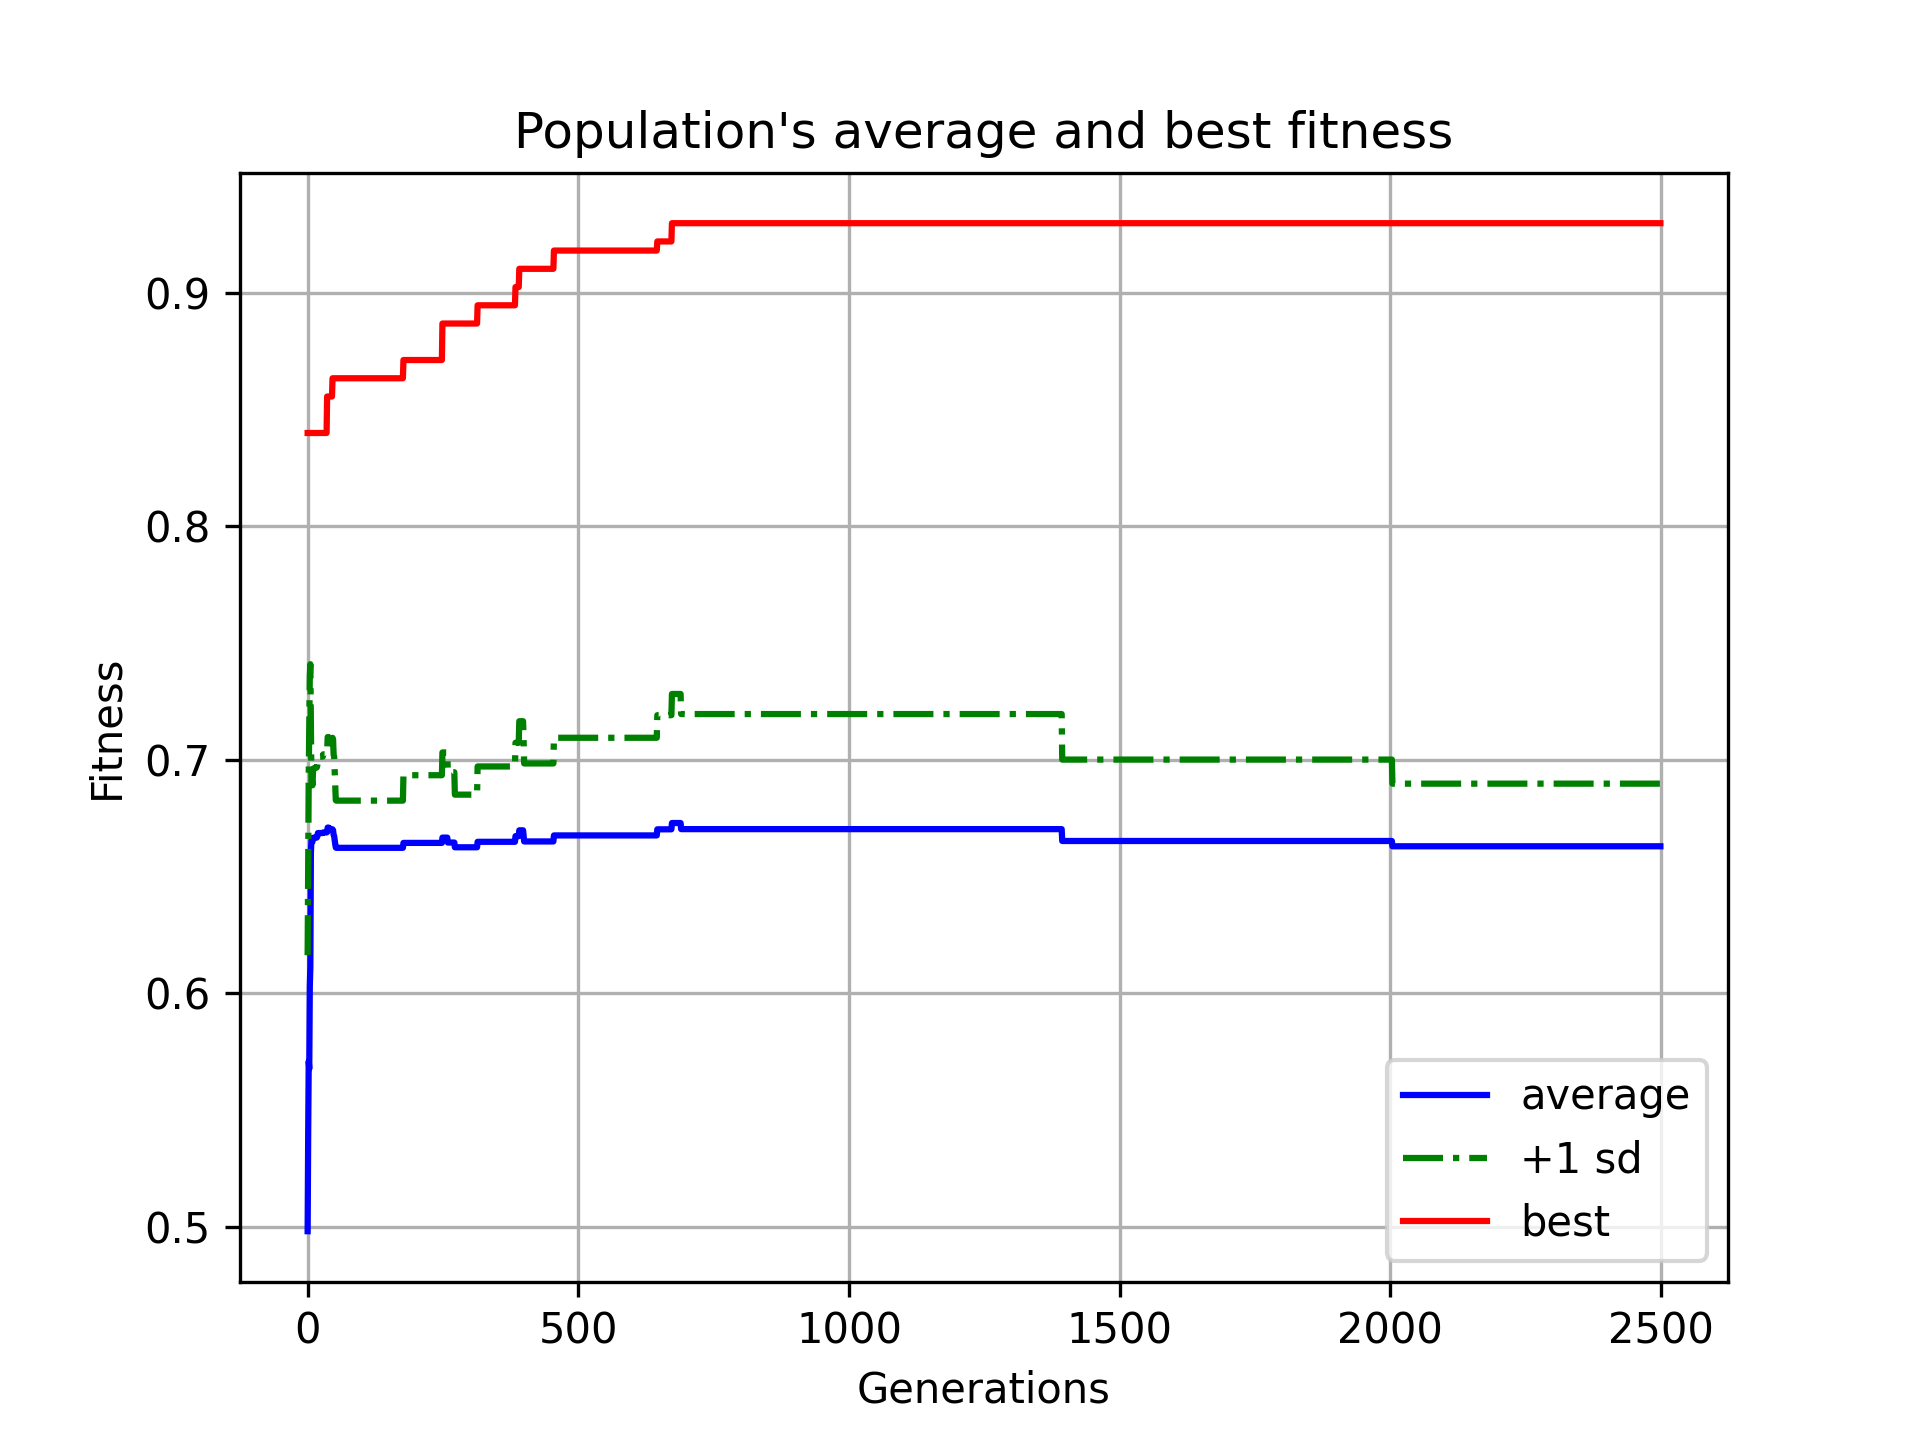 Population's average and best fitness
Fitness
0.9
0.8
0.7
0.6
0.5
0
500
1000
1500
2000
2500
Generations
average
+1 sd
best